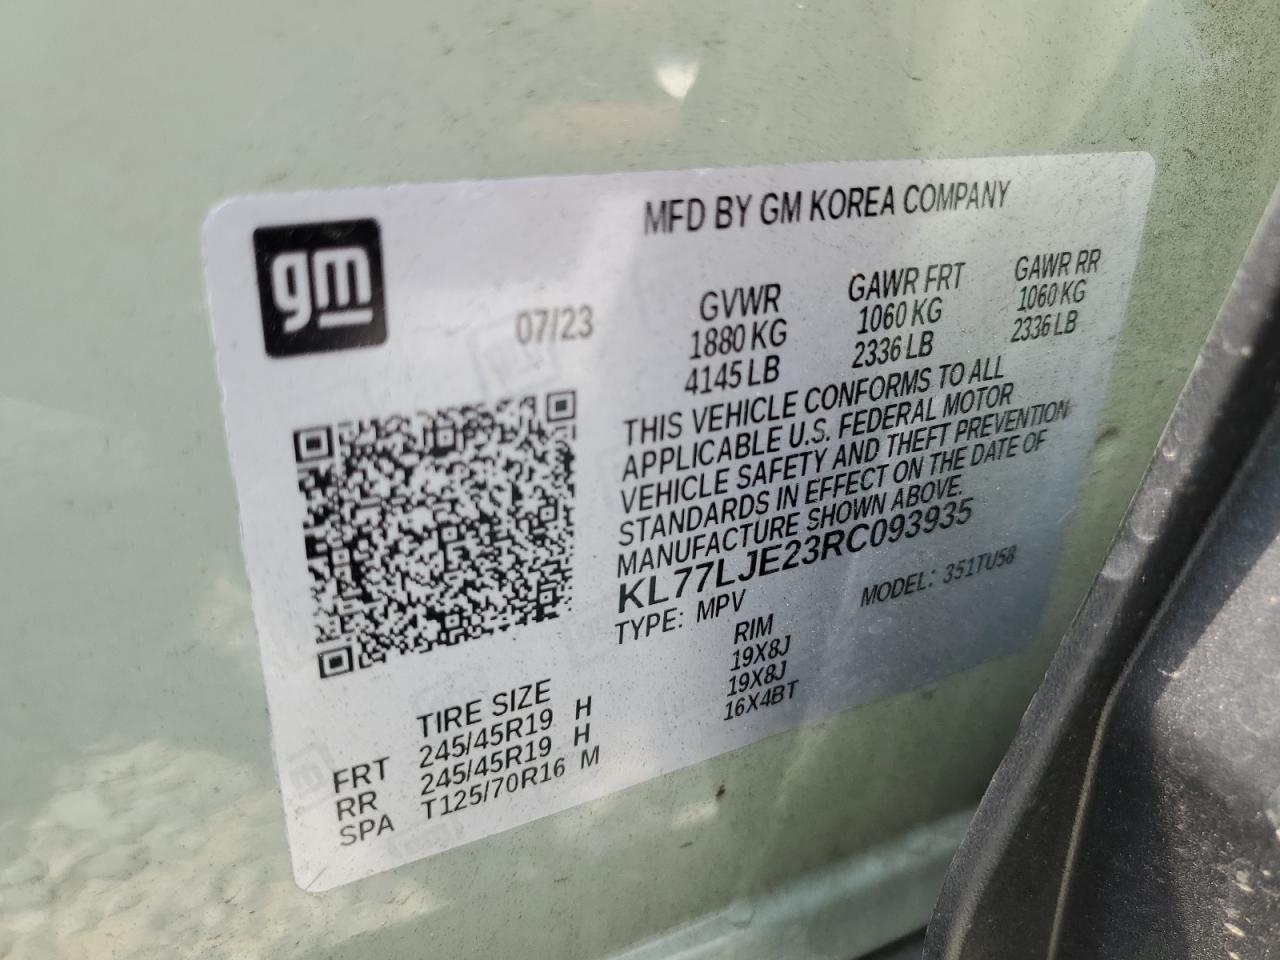 gm
MFD BY GM KOREA COMPANY
07/23
GVWR GAWR FRT GAWR RR
1880 KG 1060 KG 1060 KG
4145 LB 2336 LB 2336 LB
THIS VEHICLE CONFORMS TO ALL
APPLICABLE U.S. FEDERAL MOTOR
VEHICLE SAFETY AND THEFT PREVENTION
STANDARDS IN EFFECT ON THE DATE OF
MANUFACTURE SHOWN ABOVE.
KL77LJE23RC093935
TYPE: MPV MODEL: 351TU58
TIRE SIZE RIM
FRT 245/45R19 H 19X8J
RR 245/45R19 H 19X8J
SPA T125/70R16 M 16X4BT